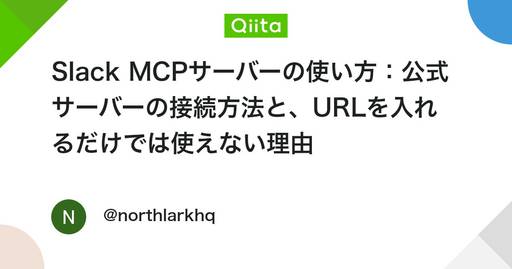 Qiita
Slack MCPサーバーの使い方：公式
サーバーの接続方法と、URLを入れ
るだけでは使えない理由
N
@northlarkhq